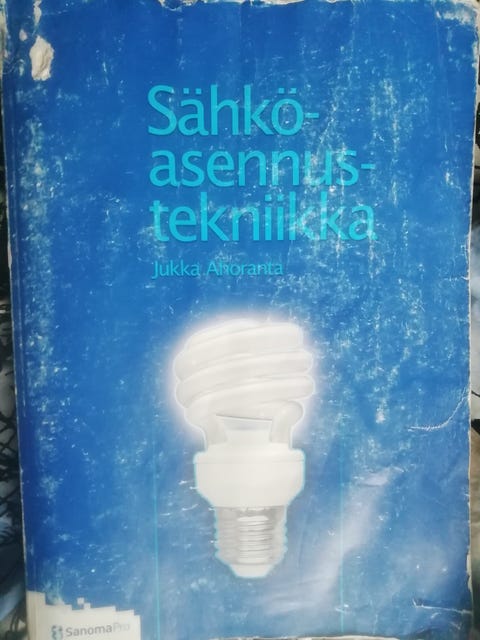 Sähkö-
asennus-
tekniikka
Jukka Ahoranta
SanomaPro